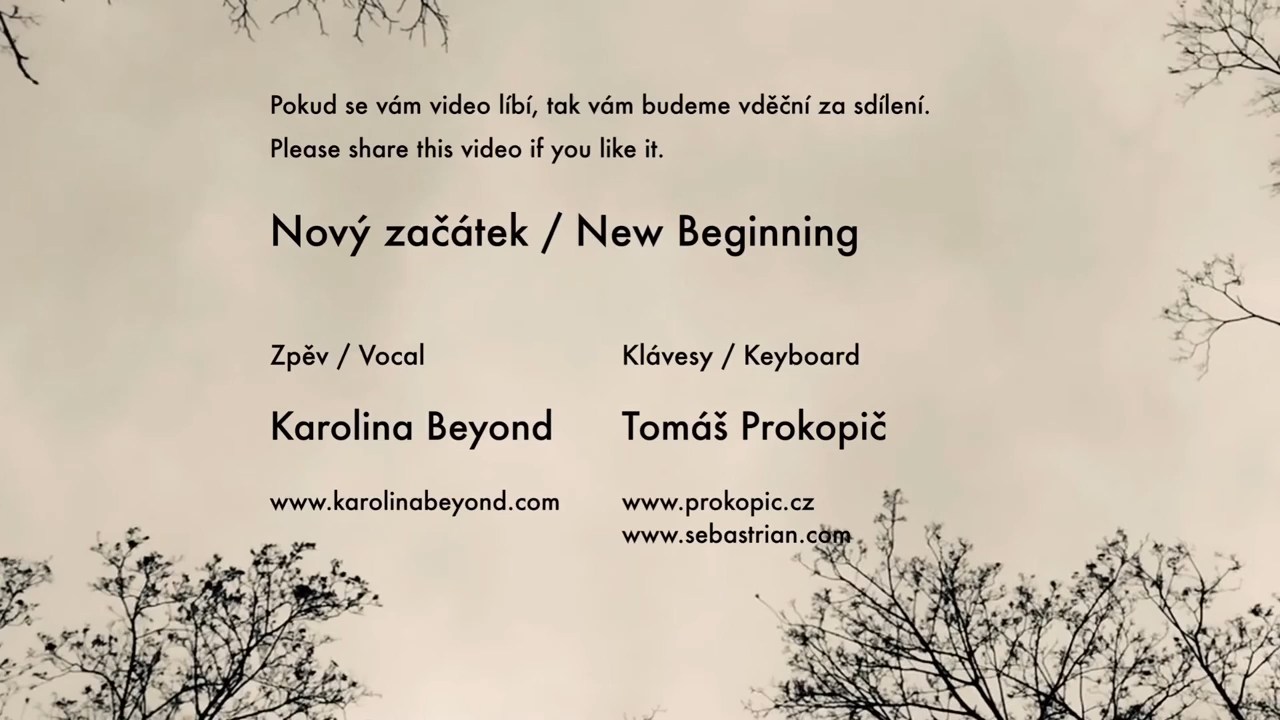 Pokud se vám video líbí, tak vám budeme vděční za sdílení.
Please share this video if you like it.
Nový začátek / New Beginning
Zpěv / Vocal
Karolina Beyond
www.karolinabeyond.com
Klávesy / Keyboard
Tomáš Prokopič
www.prokopic.cz
www.sebastrian.com